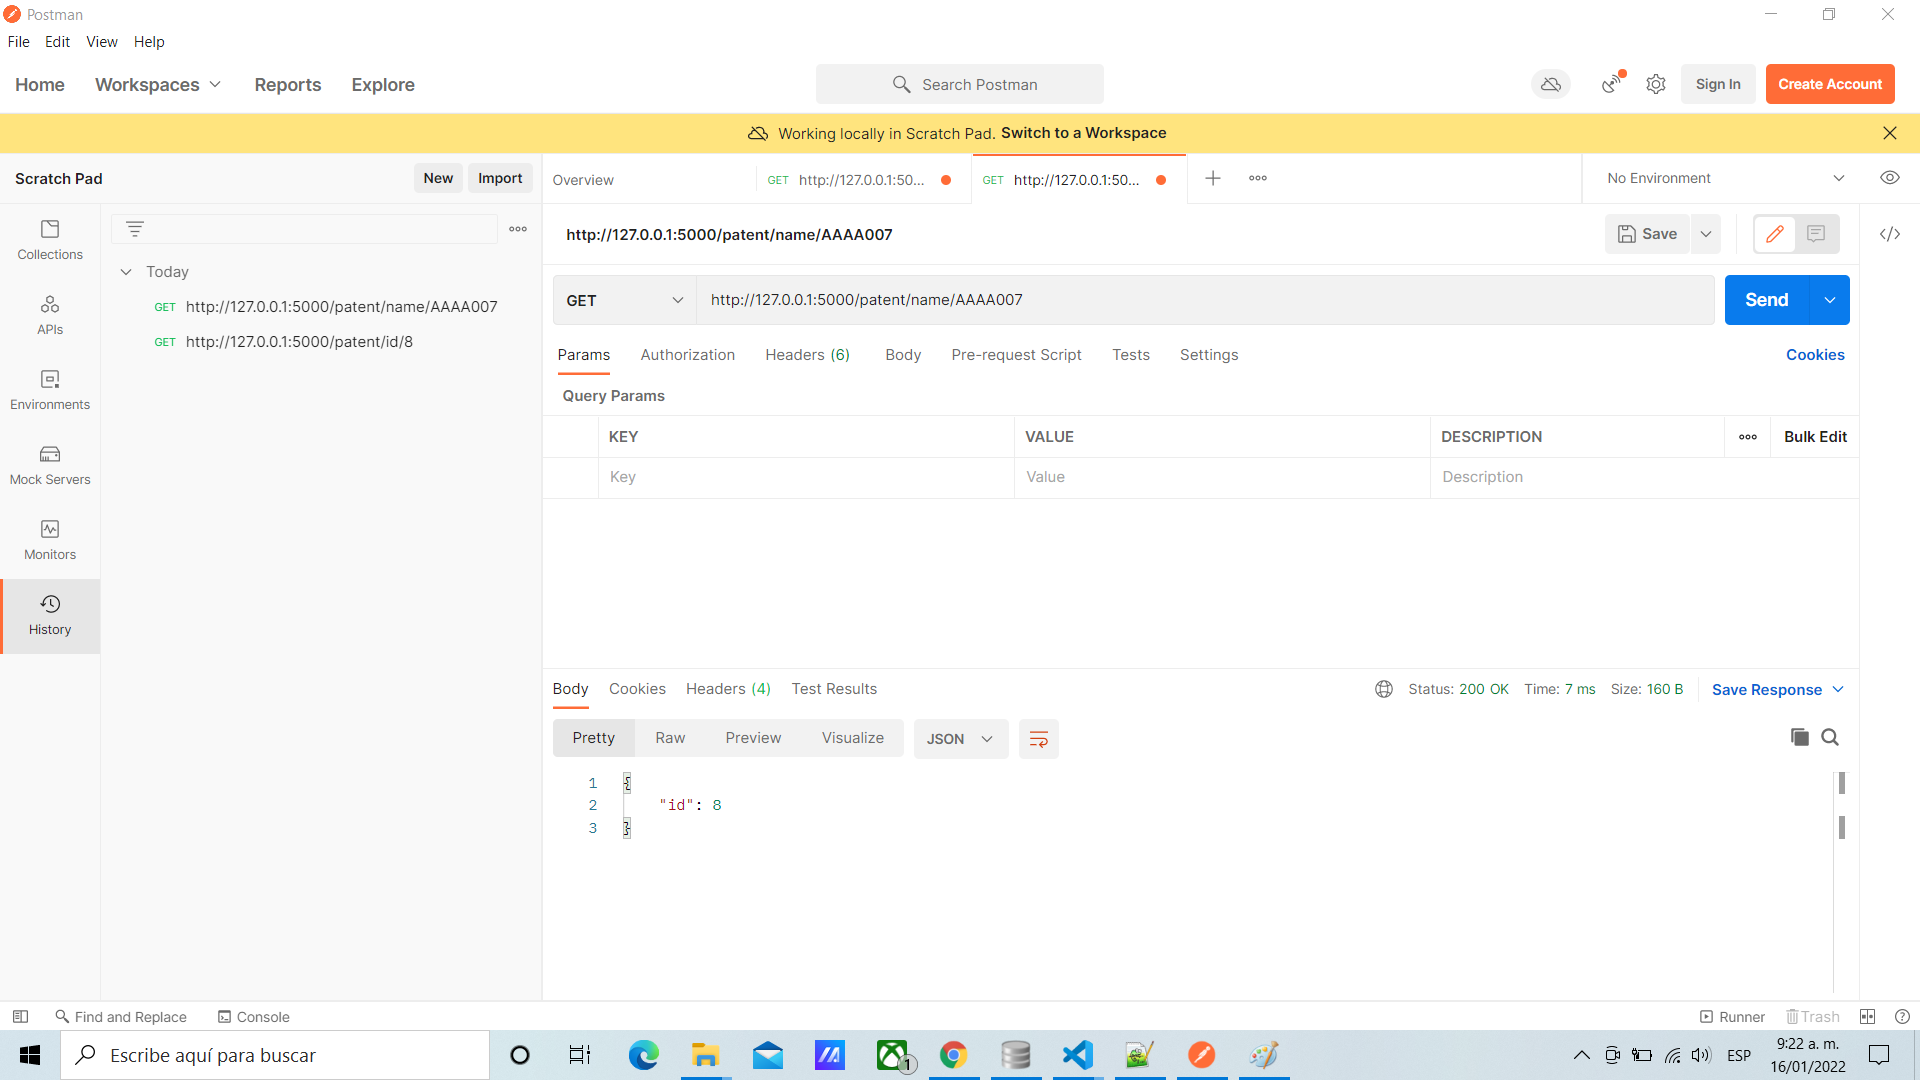 Postman
File Edit View Help
Home Workspaces Reports Explore Search Postman Sign In Create Account
Working locally in Scratch Pad. Switch to a Workspace
Scratch Pad New Import Overview GET http://127.0.0.1:50... GET http://127.0.0.1:50... No Environment
Collections
APIs
Environments
Mock Servers
Monitors
History
Today
GET http://127.0.0.1:5000/patent/name/AAAA007
GET http://127.0.0.1:5000/patent/id/8
http://127.0.0.1:5000/patent/name/AAAA007 Save
GET http://127.0.0.1:5000/patent/name/AAAA007 Send
Params Authorization Headers (6) Body Pre-request Script Tests Settings Cookies
Query Params
KEY VALUE DESCRIPTION Bulk Edit
Key Value Description
Body Cookies Headers (4) Test Results Status: 200 OK Time: 7 ms Size: 160 B Save Response
Pretty Raw Preview Visualize JSON
1 {
2 "id": 8
3 }
Find and Replace Console Runner Trash
Escribe aquí para buscar 1 ESP 9:22 a. m.
16/01/2022